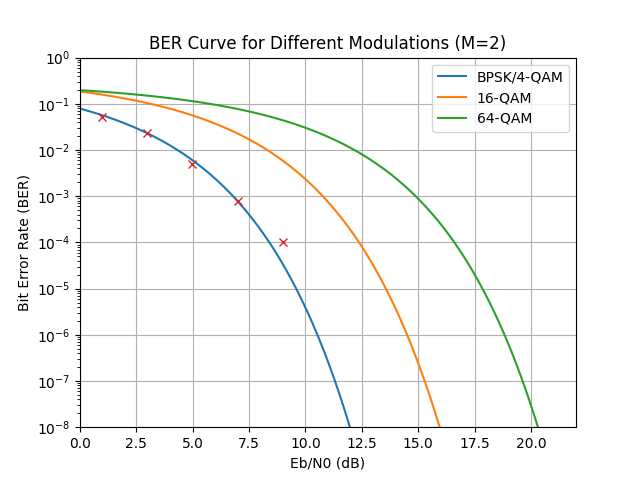 BER Curve for Different Modulations (M=2)
BPSK/4-QAM
16-QAM
64-QAM
Bit Error Rate (BER)
10⁰
10⁻¹
10⁻²
10⁻³
10⁻⁴
10⁻⁵
10⁻⁶
10⁻⁷
10⁻⁸
0.0 2.5 5.0 7.5 10.0 12.5 15.0 17.5 20.0
Eb/N0 (dB)